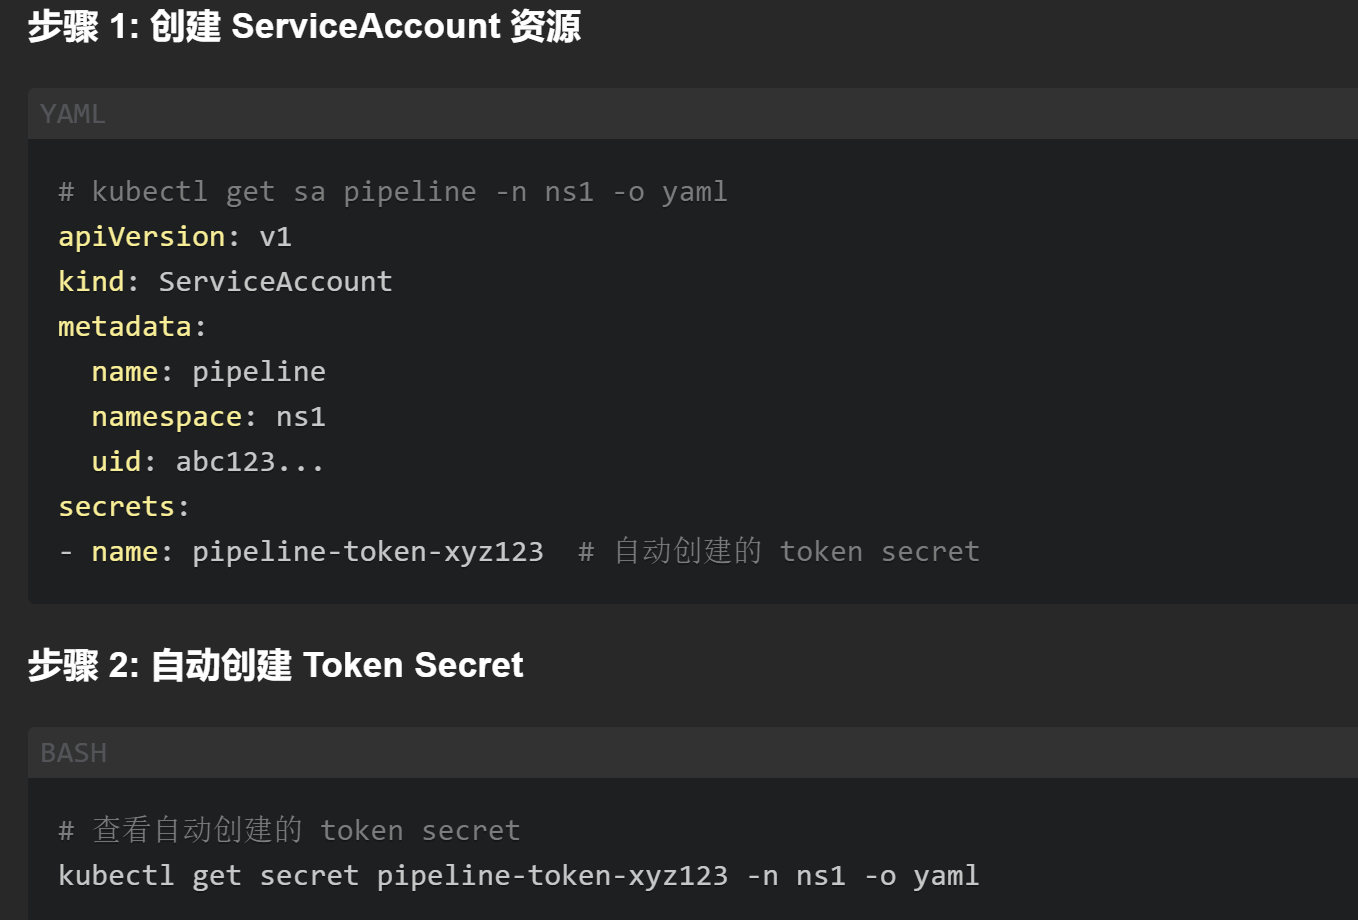 步骤 1: 创建 ServiceAccount 资源
YAML
# kubectl get sa pipeline -n ns1 -o yaml
apiVersion: v1
kind: ServiceAccount
metadata:
  name: pipeline
  namespace: ns1
  uid: abc123...
secrets:
- name: pipeline-token-xyz123  # 自动创建的 token secret
步骤 2: 自动创建 Token Secret
BASH
# 查看自动创建的 token secret
kubectl get secret pipeline-token-xyz123 -n ns1 -o yaml